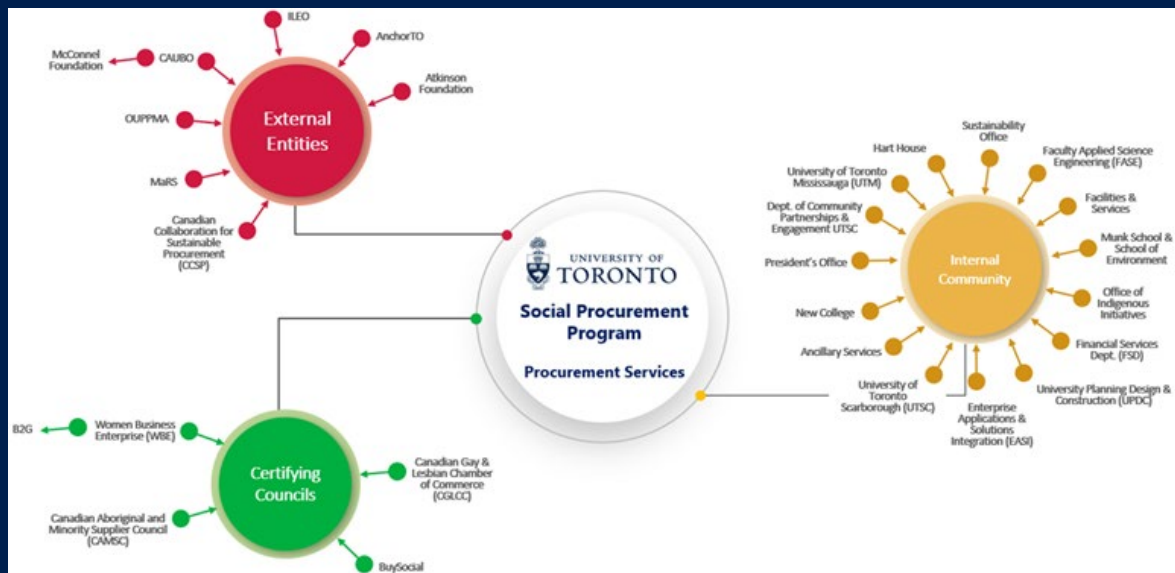 ILEO
AnchorTO
McConnel
Foundation
CAUBO
Atkinson
Foundation
OUPPMA
External
Entities
MaRS
Canadian
Collaboration for
Sustainable
Procurement
(CCSP)
UNIVERSITY OF
TORONTO
Social Procurement
Program
Procurement Services
Sustainability
Office
Hart House
Faculty Applied Science
Engineering (FASE)
University of Toronto
Mississauga (UTM)
Facilities &
Services
Dept. of Community
Partnerships &
Engagement UTSC
Munk School &
School of
Environment
President's Office
Internal
Community
Office of
Indigenous
Initiatives
New College
Financial Services
Dept. (FSD)
Ancillary Services
University of
Toronto
Scarborough (UTSC)
Enterprise
Applications &
Solutions
Integration (EASI)
University Planning Design &
Construction (UPDC)
B2G
Women Business
Enterprise (WBE)
Certifying
Councils
Canadian Gay &
Lesbian Chamber
of Commerce
(CGLCC)
Canadian Aboriginal and
Minority Supplier Council
(CAMSC)
BuySocial